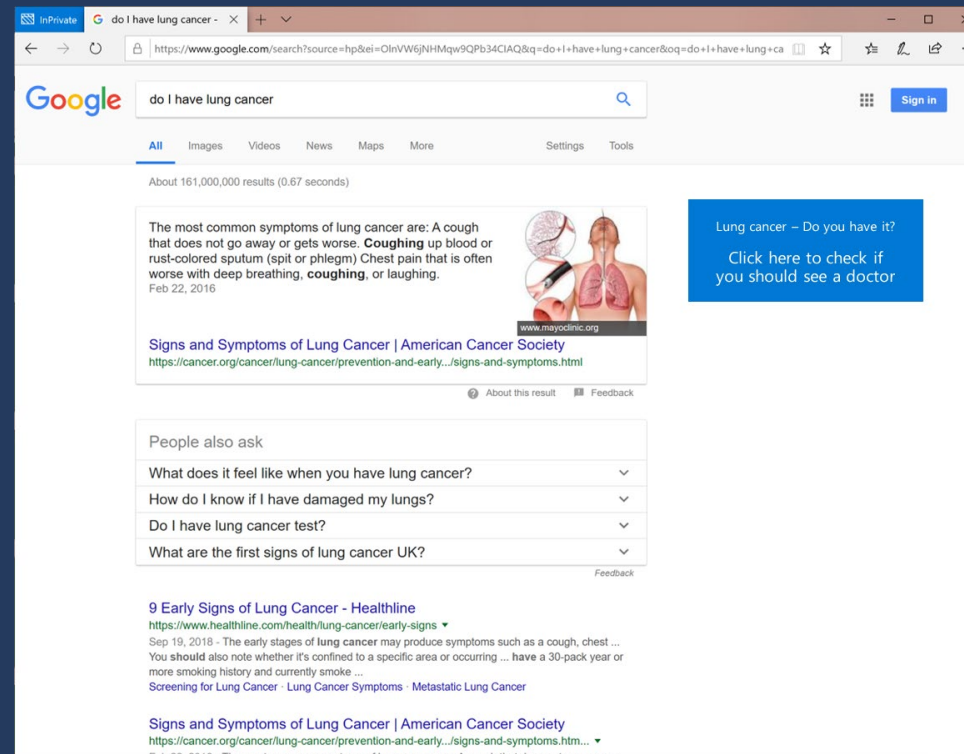 InPrivate
do I have lung cancer -
https://www.google.com/search?source=hp&ei=OlnVW6jNHMqw9QPb34CIAQ&q=do+I+have+lung+cancer&oq=do+I+have+lung+ca
Google
do I have lung cancer
Sign in
All Images Videos News Maps More Settings Tools
About 161,000,000 results (0.67 seconds)
The most common symptoms of lung cancer are: A cough
that does not go away or gets worse. Coughing up blood or
rust-colored sputum (spit or phlegm) Chest pain that is often
worse with deep breathing, coughing, or laughing.
Feb 22, 2016
www.mayoclinic.org
Signs and Symptoms of Lung Cancer | American Cancer Society
https://cancer.org/cancer/lung-cancer/prevention-and-early.../signs-and-symptoms.html
About this result Feedback
Lung cancer – Do you have it?
Click here to check if
you should see a doctor
People also ask
What does it feel like when you have lung cancer?
How do I know if I have damaged my lungs?
Do I have lung cancer test?
What are the first signs of lung cancer UK?
Feedback
9 Early Signs of Lung Cancer - Healthline
https://www.healthline.com/health/lung-cancer/early-signs
Sep 19, 2018 - The early stages of lung cancer may produce symptoms such as a cough, chest ...
You should also note whether it's confined to a specific area or occurring ... have a 30-pack year or
more smoking history and currently smoke ...
Screening for Lung Cancer · Lung Cancer Symptoms · Metastatic Lung Cancer
Signs and Symptoms of Lung Cancer | American Cancer Society
https://cancer.org/cancer/lung-cancer/prevention-and-early.../signs-and-symptoms.htm...